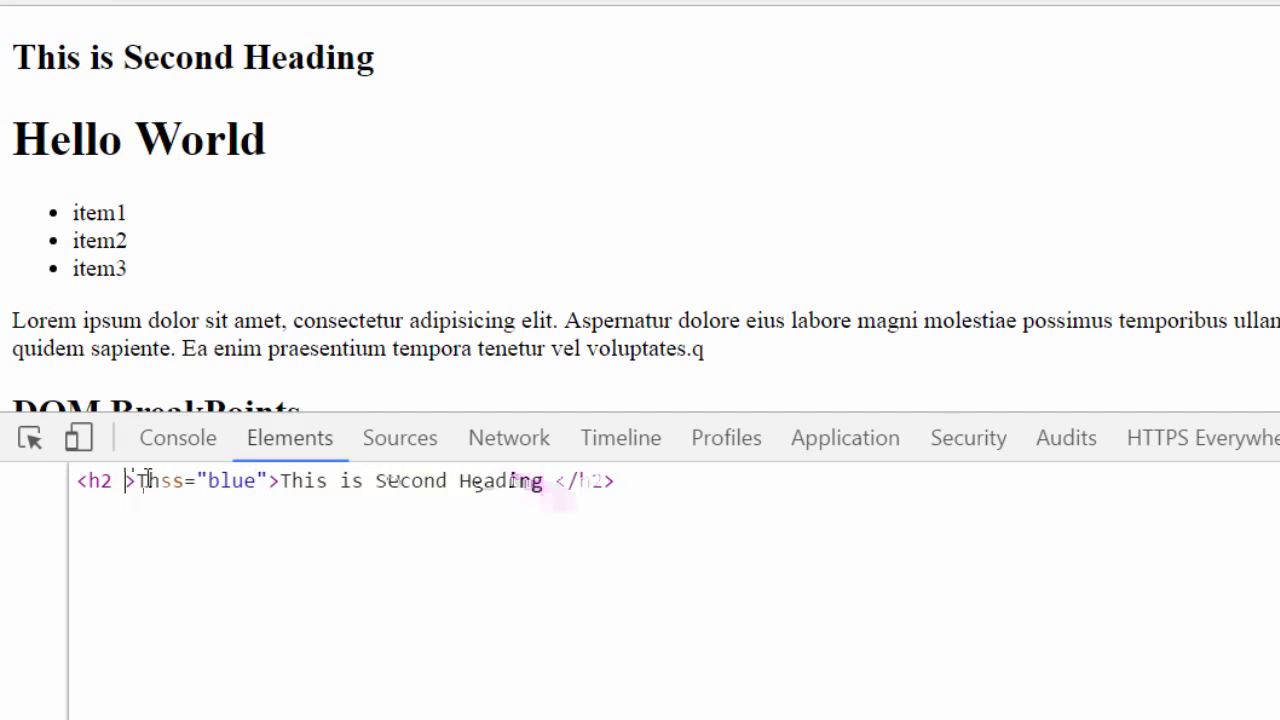 This is Second Heading
Hello World
item1
item2
item3
Lorem ipsum dolor sit amet, consectetur adipisicing elit. Aspernatur dolore eius labore magni molestiae possimus temporibus ullan
quidem sapiente. Ea enim praesentium tempora tenetur vel voluptates.q
DOM BreakPoints
Console Elements Sources Network Timeline Profiles Application Security Audits HTTPS Everywhe
<h2 >Thss="blue">This is Second Heading </h2>